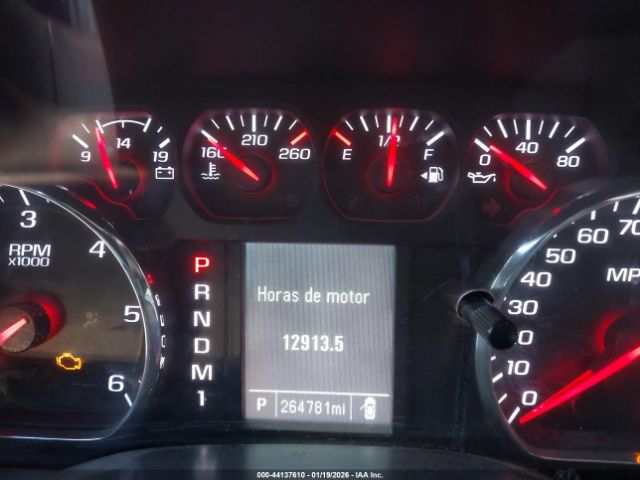 9 14 19
160 210 260
E 1/2 F
0 40 80
3 4 5 6
RPM
x1000
P
R
N
D
M
1
Horas de motor
12913.5
P 264781mi
70
60
50
40
30
20
10
0
MP
000-44137610 - 01/19/2026 - IAA Inc.